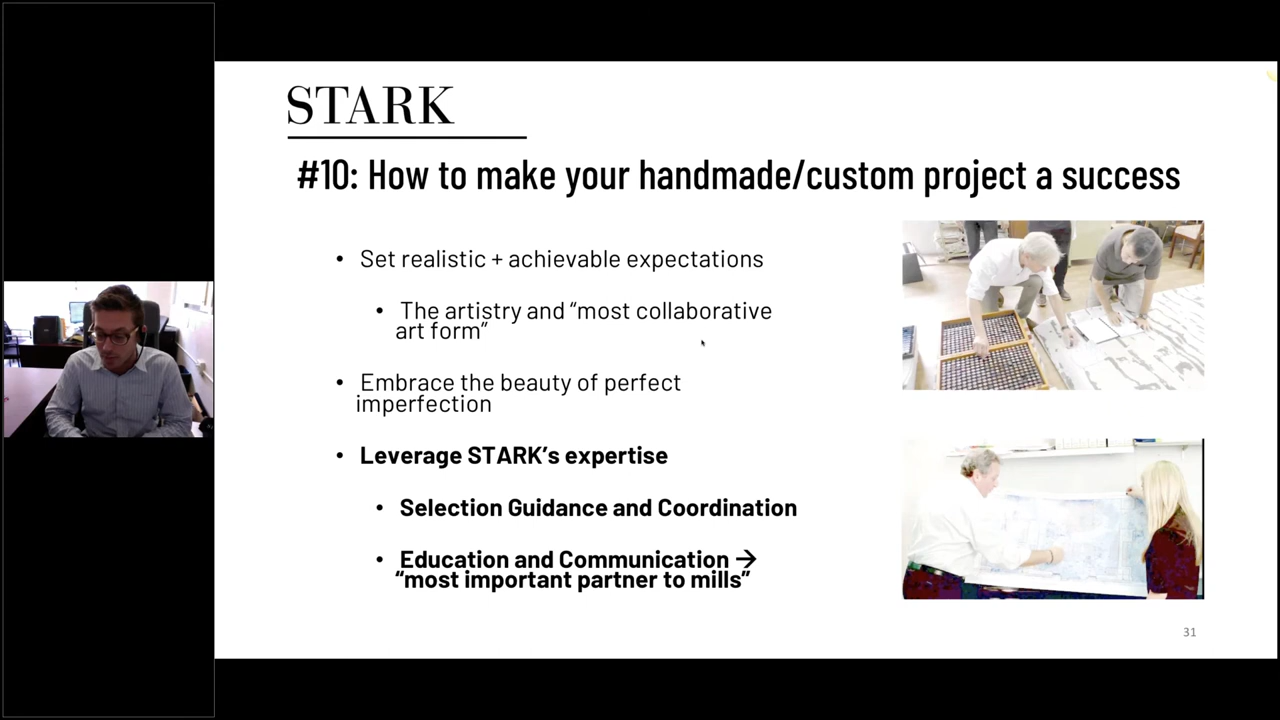 STARK
#10: How to make your handmade/custom project a success
• Set realistic + achievable expectations
• The artistry and “most collaborative
art form”
• Embrace the beauty of perfect
imperfection
• Leverage STARK’s expertise
• Selection Guidance and Coordination
• Education and Communication →
“most important partner to mills”
31